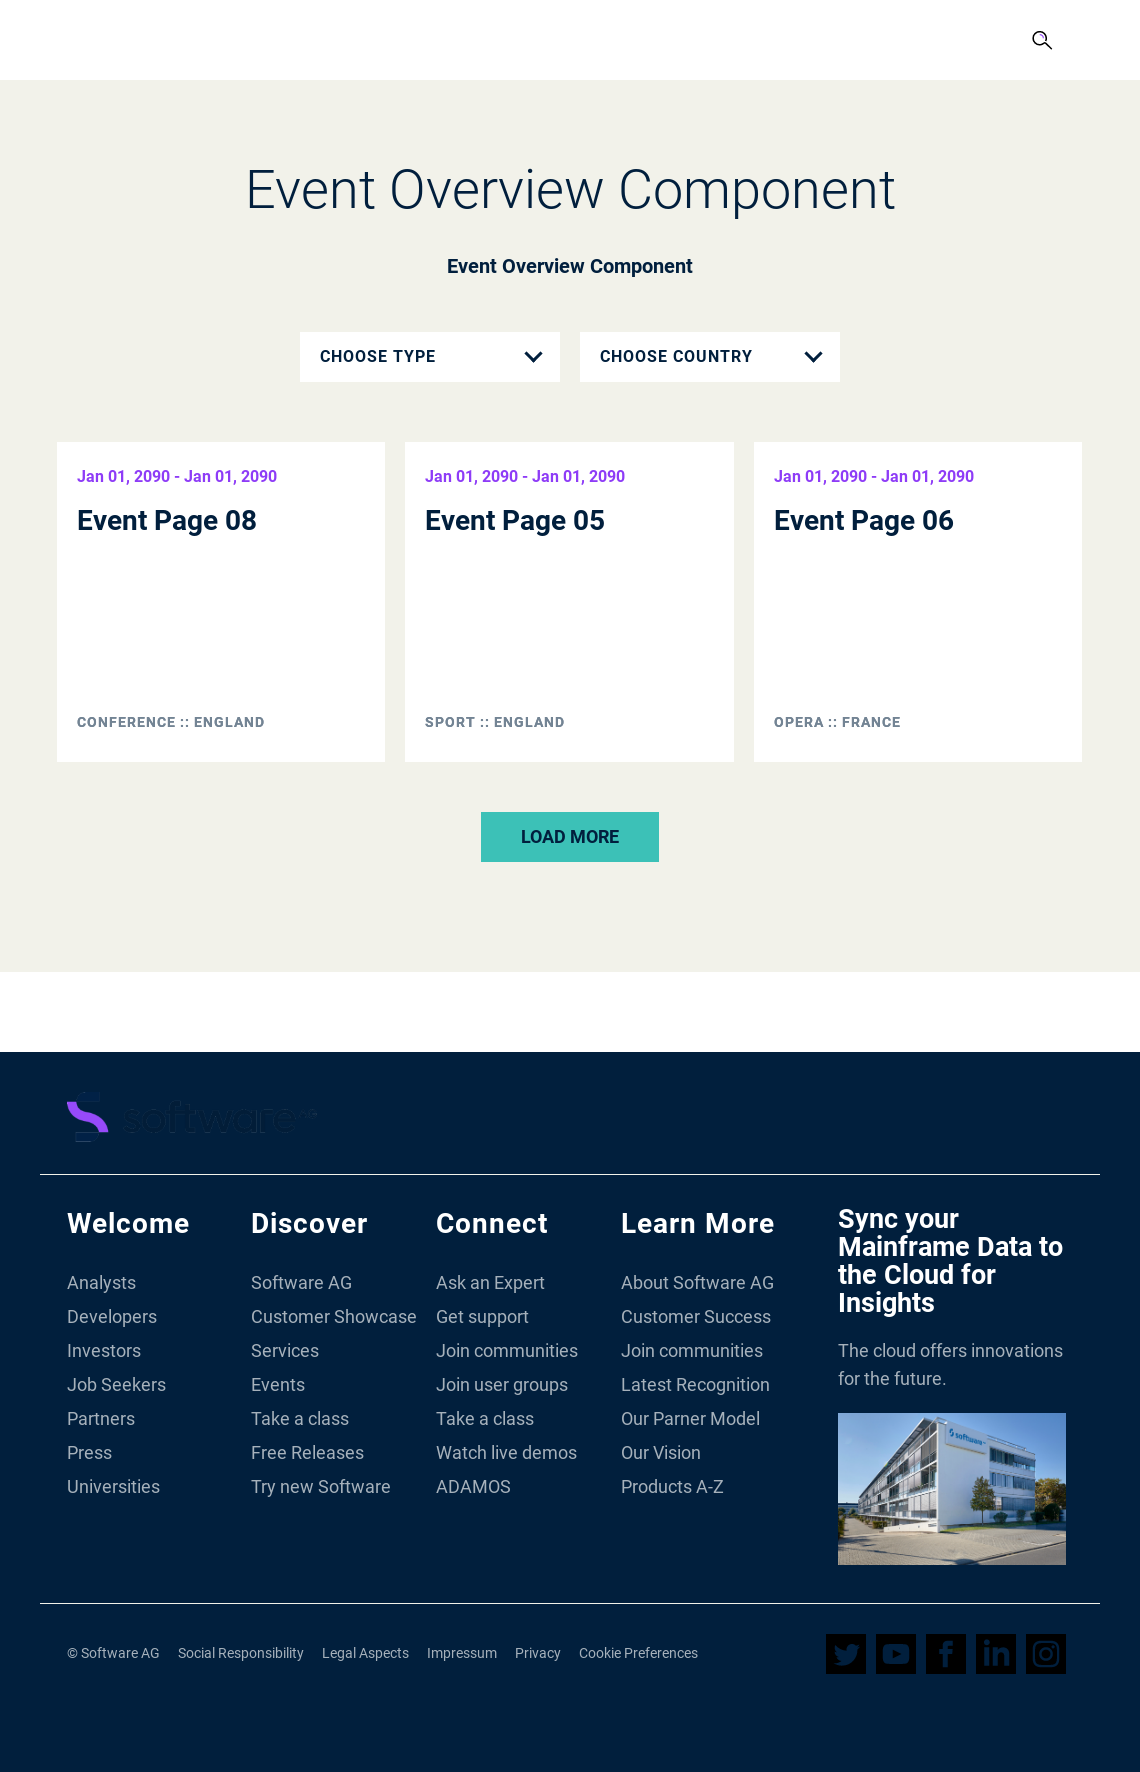 Event Overview Component
Event Overview Component
CHOOSE TYPE
CHOOSE COUNTRY
Jan 01, 2090 - Jan 01, 2090
Event Page 08
CONFERENCE :: ENGLAND
Jan 01, 2090 - Jan 01, 2090
Event Page 05
SPORT :: ENGLAND
Jan 01, 2090 - Jan 01, 2090
Event Page 06
OPERA :: FRANCE
LOAD MORE
software AG
Welcome
Analysts
Developers
Investors
Job Seekers
Partners
Press
Universities
Discover
Software AG
Customer Showcase
Services
Events
Take a class
Free Releases
Try new Software
Connect
Ask an Expert
Get support
Join communities
Join user groups
Take a class
Watch live demos
ADAMOS
Learn More
About Software AG
Customer Success
Join communities
Latest Recognition
Our Parner Model
Our Vision
Products A-Z
Sync your
Mainframe Data to
the Cloud for
Insights
The cloud offers innovations
for the future.
software
© Software AG
Social Responsibility
Legal Aspects
Impressum
Privacy
Cookie Preferences